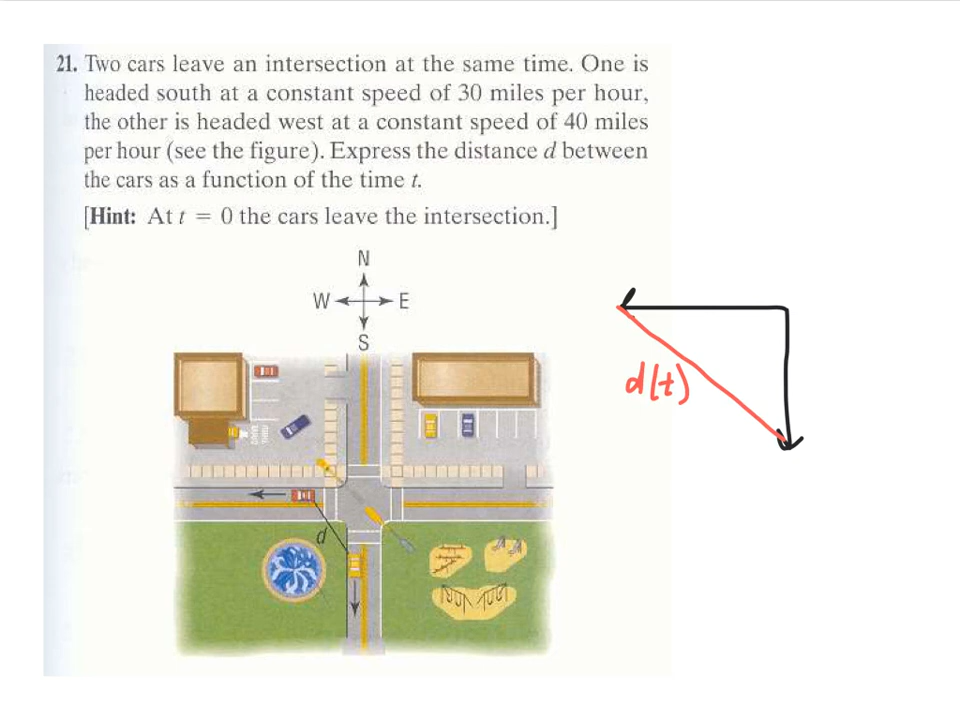 21. Two cars leave an intersection at the same time. One is
headed south at a constant speed of 30 miles per hour,
the other is headed west at a constant speed of 40 miles
per hour (see the figure). Express the distance d between
the cars as a function of the time t.
[Hint: At t = 0 the cars leave the intersection.]
N
W E
S
d(t)
d